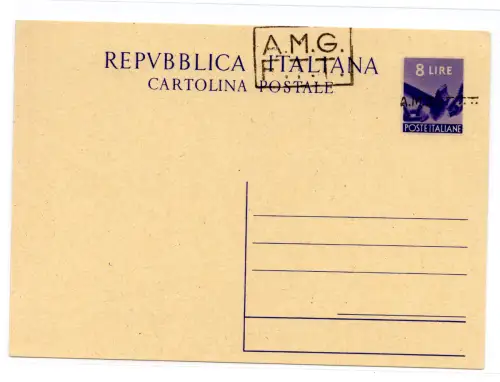 A.M.G.
REPVBBLICA ITALIANA
CARTOLINA POSTALE
8 LIRE
POSTE ITALIANE